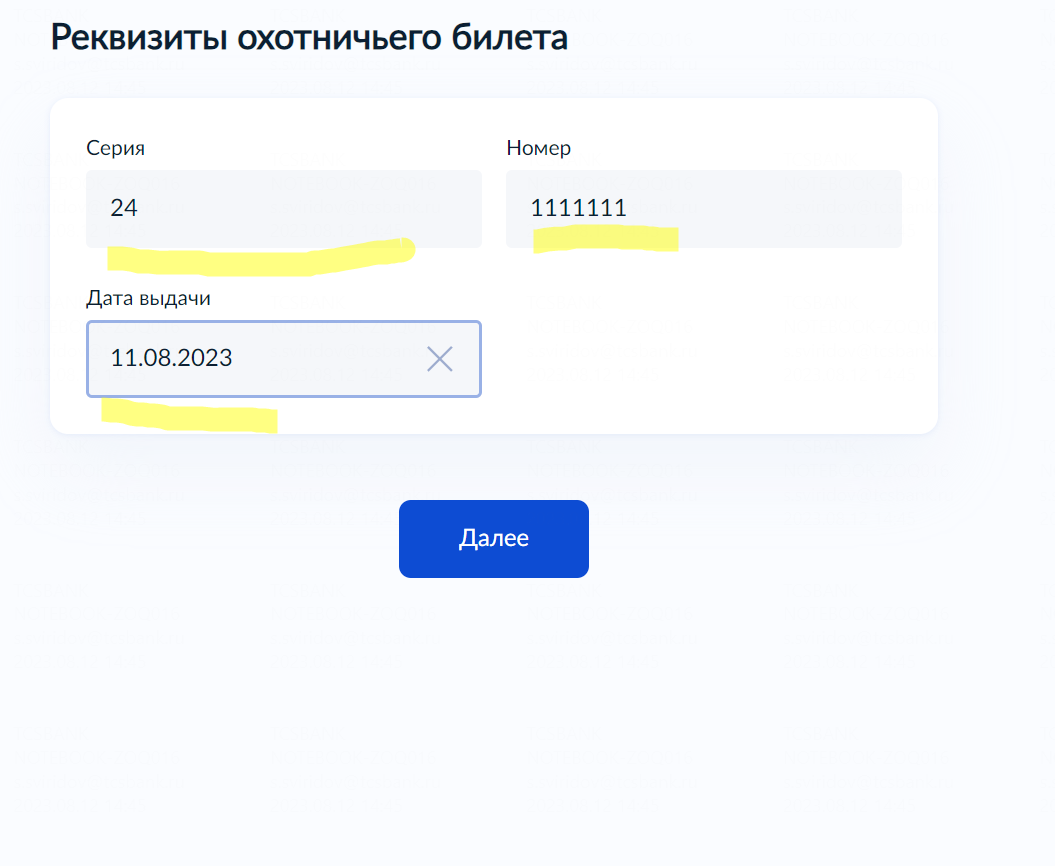 Реквизиты охотничьего билета
Серия
Номер
24
1111111
Дата выдачи
11.08.2023
Далее